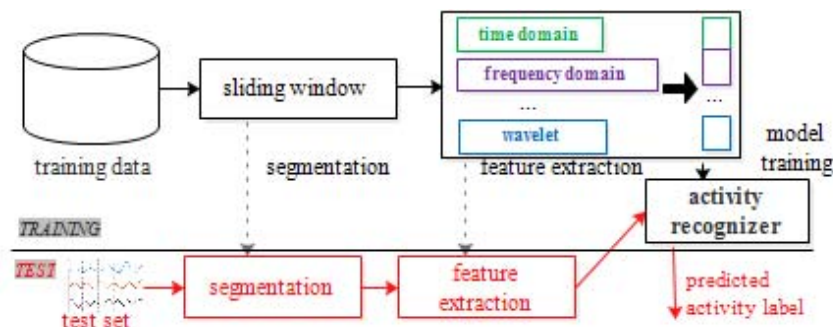 time domain
frequency domain
...
...
wavelet
sliding window
training data
segmentation
feature extraction
model
training
activity
recognizer
TRAINING
TEST
test set
segmentation
feature
extraction
predicted
activity label